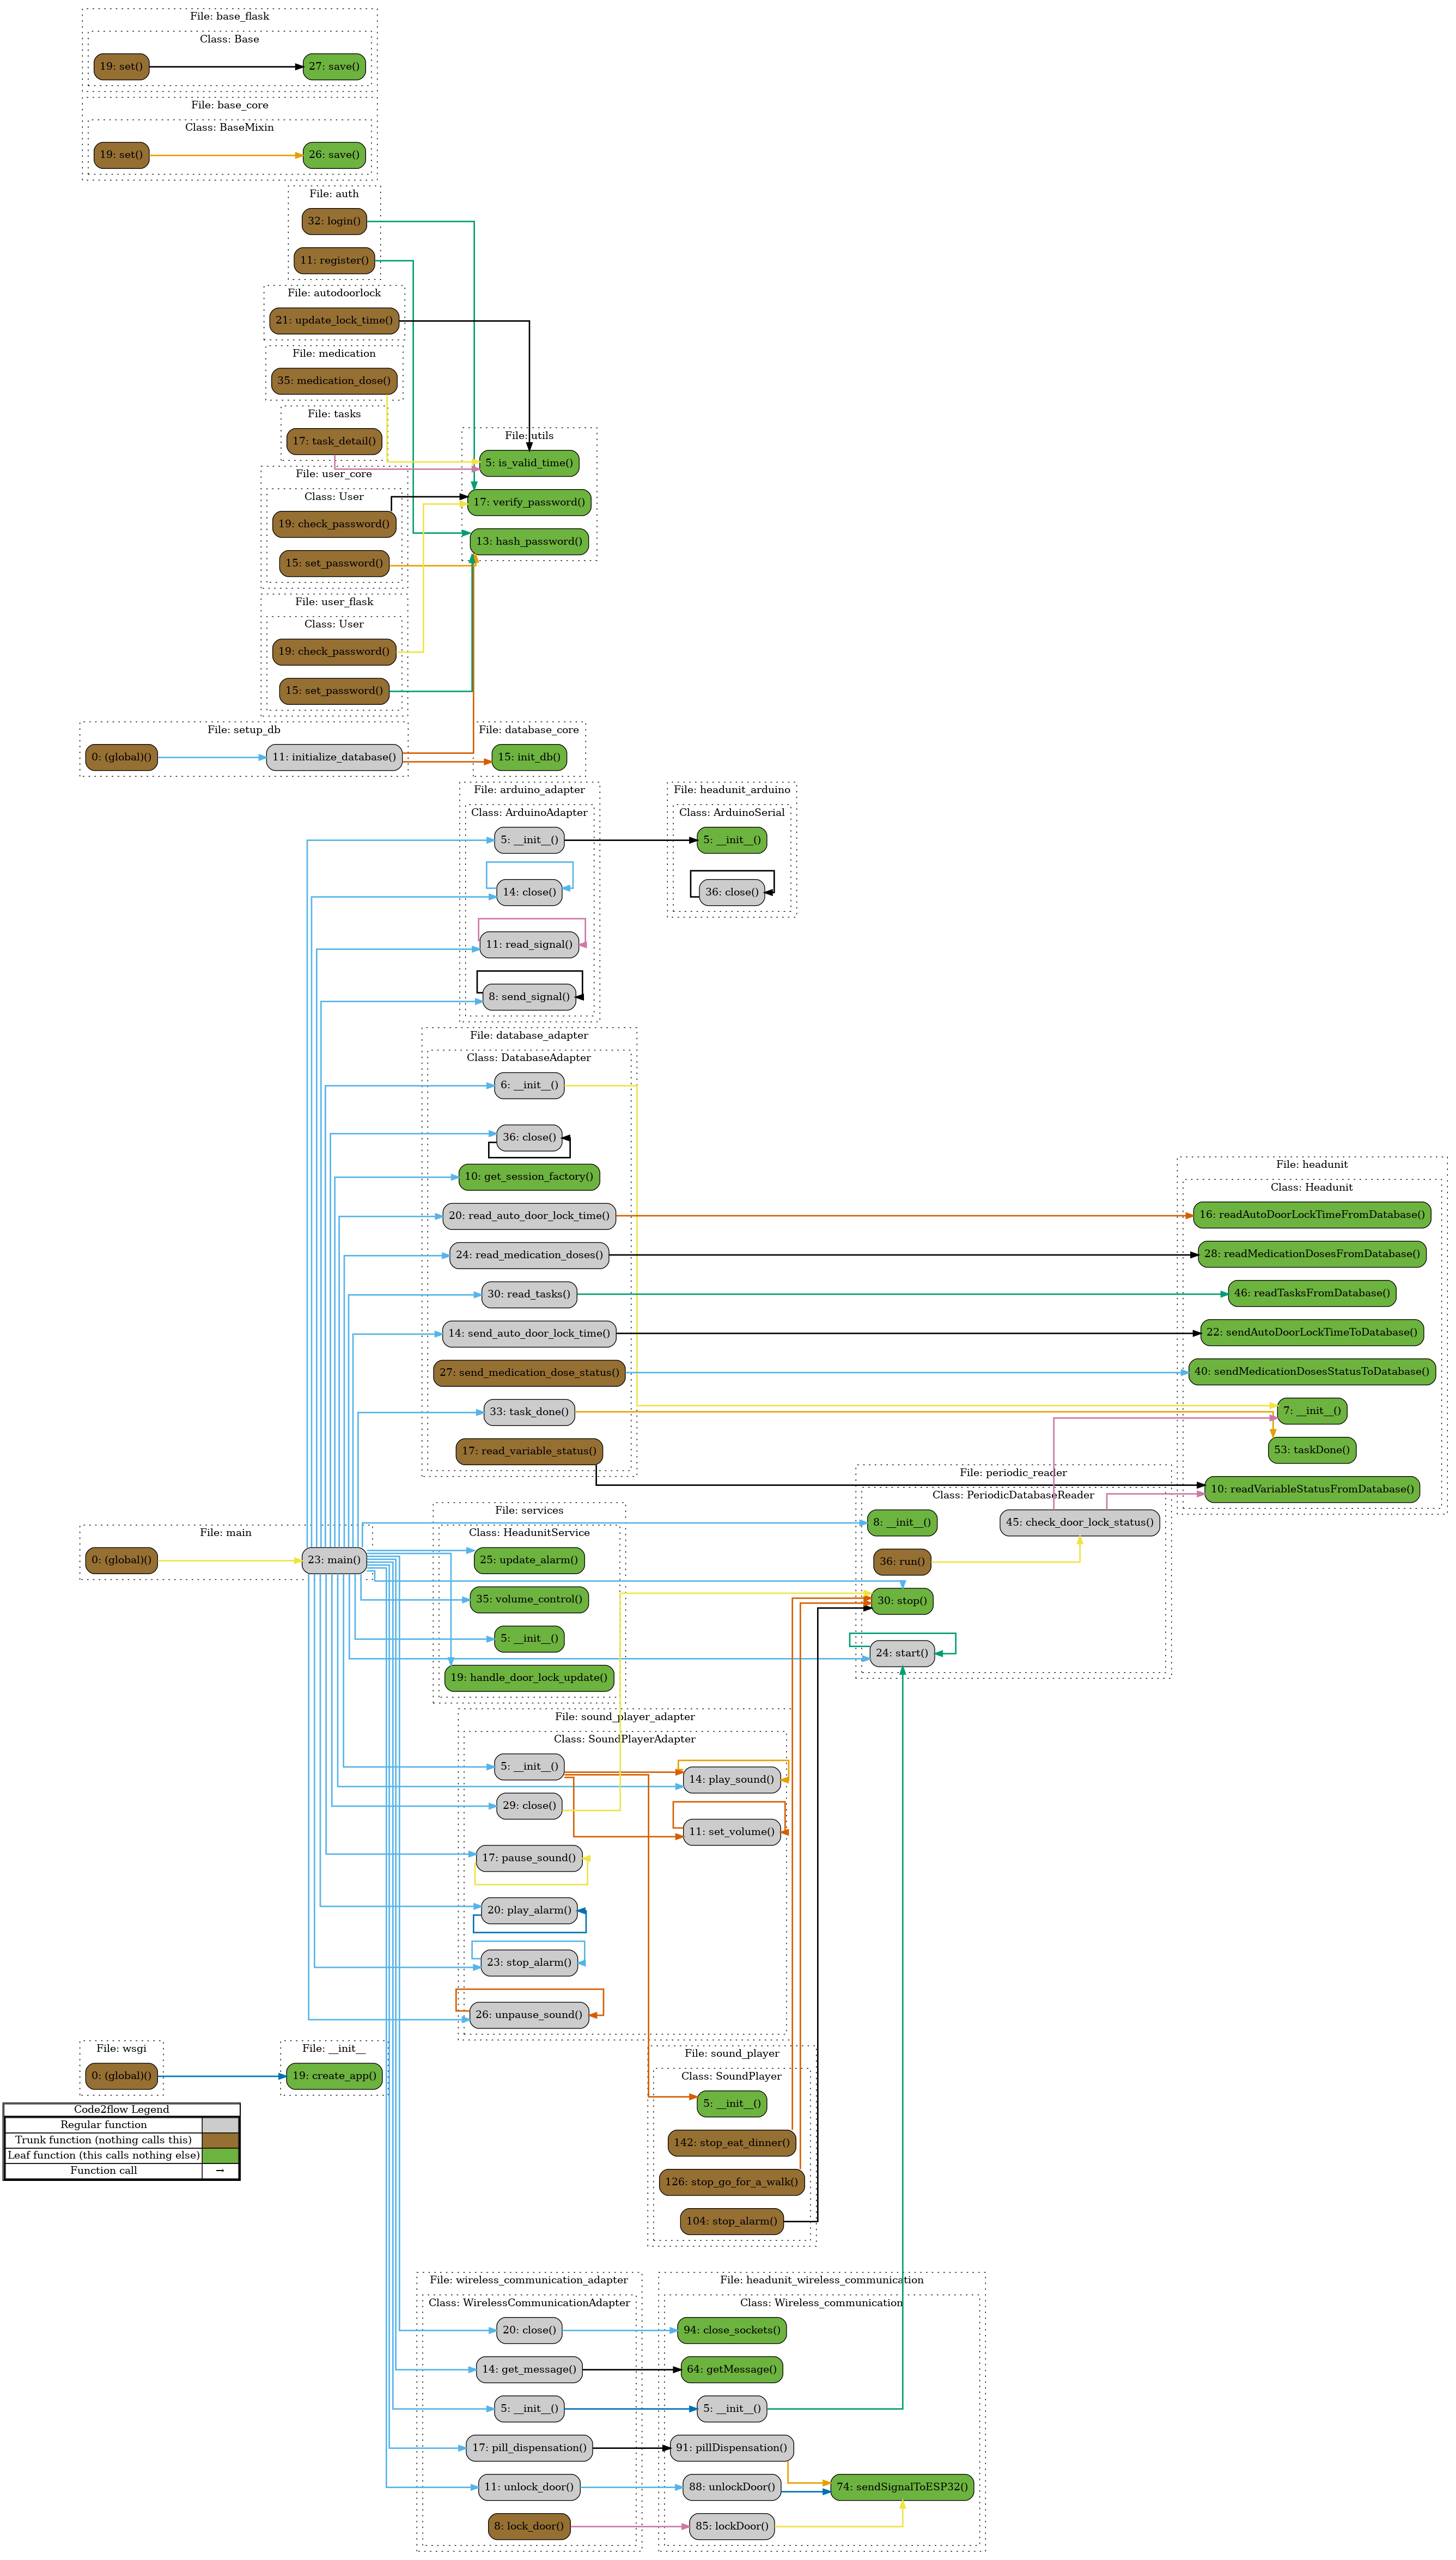 File: base_flask
Class: Base
19: set()
27: save()
File: base_core
Class: BaseMixin
19: set()
26: save()
File: auth
32: login()
11: register()
File: autodoorlock
21: update_lock_time()
File: medication
35: medication_dose()
File: tasks
17: task_detail()
File: utils
5: is_valid_time()
17: verify_password()
13: hash_password()
File: user_core
Class: User
19: check_password()
15: set_password()
File: user_flask
Class: User
19: check_password()
15: set_password()
File: setup_db
0: (global)()
11: initialize_database()
File: database_core
15: init_db()
File: arduino_adapter
Class: ArduinoAdapter
5: __init__()
14: close()
11: read_signal()
8: send_signal()
File: headunit_arduino
Class: ArduinoSerial
5: __init__()
36: close()
File: database_adapter
Class: DatabaseAdapter
6: __init__()
36: close()
10: get_session_factory()
20: read_auto_door_lock_time()
24: read_medication_doses()
30: read_tasks()
14: send_auto_door_lock_time()
27: send_medication_dose_status()
33: task_done()
17: read_variable_status()
File: headunit
Class: Headunit
16: readAutoDoorLockTimeFromDatabase()
28: readMedicationDosesFromDatabase()
46: readTasksFromDatabase()
22: sendAutoDoorLockTimeToDatabase()
40: sendMedicationDosesStatusToDatabase()
7: __init__()
53: taskDone()
10: readVariableStatusFromDatabase()
File: periodic_reader
Class: PeriodicDatabaseReader
8: __init__()
45: check_door_lock_status()
36: run()
30: stop()
24: start()
File: main
0: (global)()
23: main()
File: services
Class: HeadunitService
25: update_alarm()
35: volume_control()
5: __init__()
19: handle_door_lock_update()
File: sound_player_adapter
Class: SoundPlayerAdapter
5: __init__()
14: play_sound()
29: close()
11: set_volume()
17: pause_sound()
20: play_alarm()
23: stop_alarm()
26: unpause_sound()
File: wsgi
0: (global)()
File: __init__
19: create_app()
File: sound_player
Class: SoundPlayer
5: __init__()
142: stop_eat_dinner()
126: stop_go_for_a_walk()
104: stop_alarm()
Code2flow Legend
Regular function
Trunk function (nothing calls this)
Leaf function (this calls nothing else)
Function call →
File: wireless_communication_adapter
Class: WirelessCommunicationAdapter
20: close()
14: get_message()
5: __init__()
17: pill_dispensation()
11: unlock_door()
8: lock_door()
File: headunit_wireless_communication
Class: Wireless_communication
94: close_sockets()
64: getMessage()
5: __init__()
91: pillDispensation()
88: unlockDoor()
74: sendSignalToESP32()
85: lockDoor()